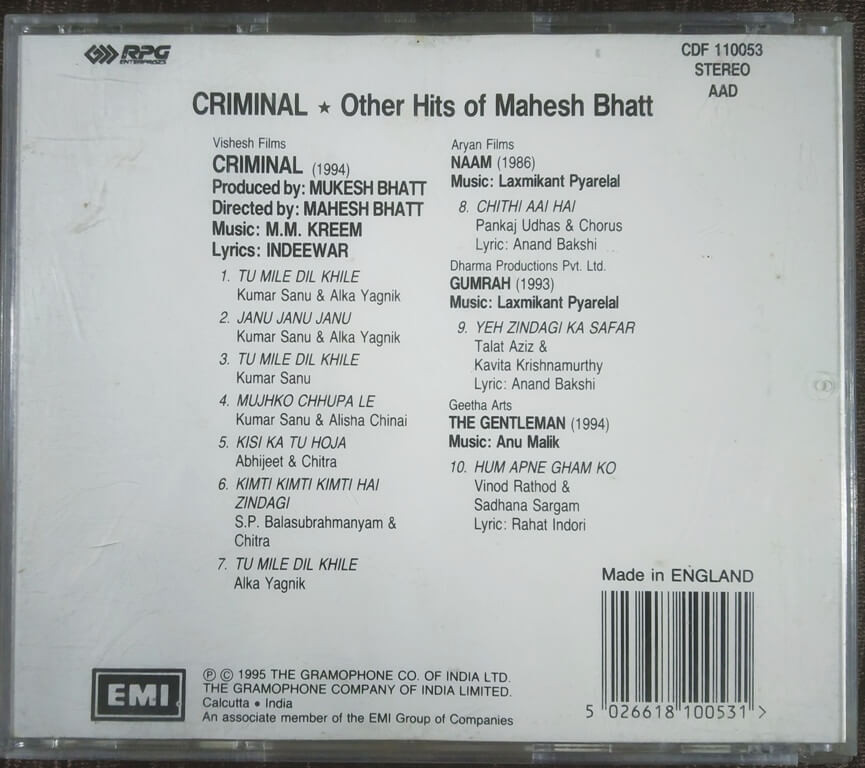 RPG
ENTERPRISES
CDF 110053
STEREO
AAD
CRIMINAL ★ Other Hits of Mahesh Bhatt
Vishesh Films
CRIMINAL (1994)
Produced by: MUKESH BHATT
Directed by: MAHESH BHATT
Music: M.M. KREEM
Lyrics: INDEEWAR
1. TU MILE DIL KHILE
Kumar Sanu & Alka Yagnik
2. JANU JANU JANU
Kumar Sanu & Alka Yagnik
3. TU MILE DIL KHILE
Kumar Sanu
4. MUJHKO CHHUPA LE
Kumar Sanu & Alisha Chinai
5. KISI KA TU HOJA
Abhijeet & Chitra
6. KIMTI KIMTI KIMTI HAI
ZINDAGI
S.P. Balasubrahmanyam &
Chitra
7. TU MILE DIL KHILE
Alka Yagnik
Aryan Films
NAAM (1986)
Music: Laxmikant Pyarelal
8. CHITHI AAI HAI
Pankaj Udhas & Chorus
Lyric: Anand Bakshi
Dharma Productions Pvt. Ltd.
GUMRAH (1993)
Music: Laxmikant Pyarelal
9. YEH ZINDAGI KA SAFAR
Talat Aziz &
Kavita Krishnamurthy
Lyric: Anand Bakshi
Geetha Arts
THE GENTLEMAN (1994)
Music: Anu Malik
10. HUM APNE GHAM KO
Vinod Rathod &
Sadhana Sargam
Lyric: Rahat Indori
Made in ENGLAND
5 026618 100531 >
EMI
Ⓟ © 1995 THE GRAMOPHONE CO. OF INDIA LTD.
THE GRAMOPHONE COMPANY OF INDIA LIMITED.
Calcutta • India
An associate member of the EMI Group of Companies